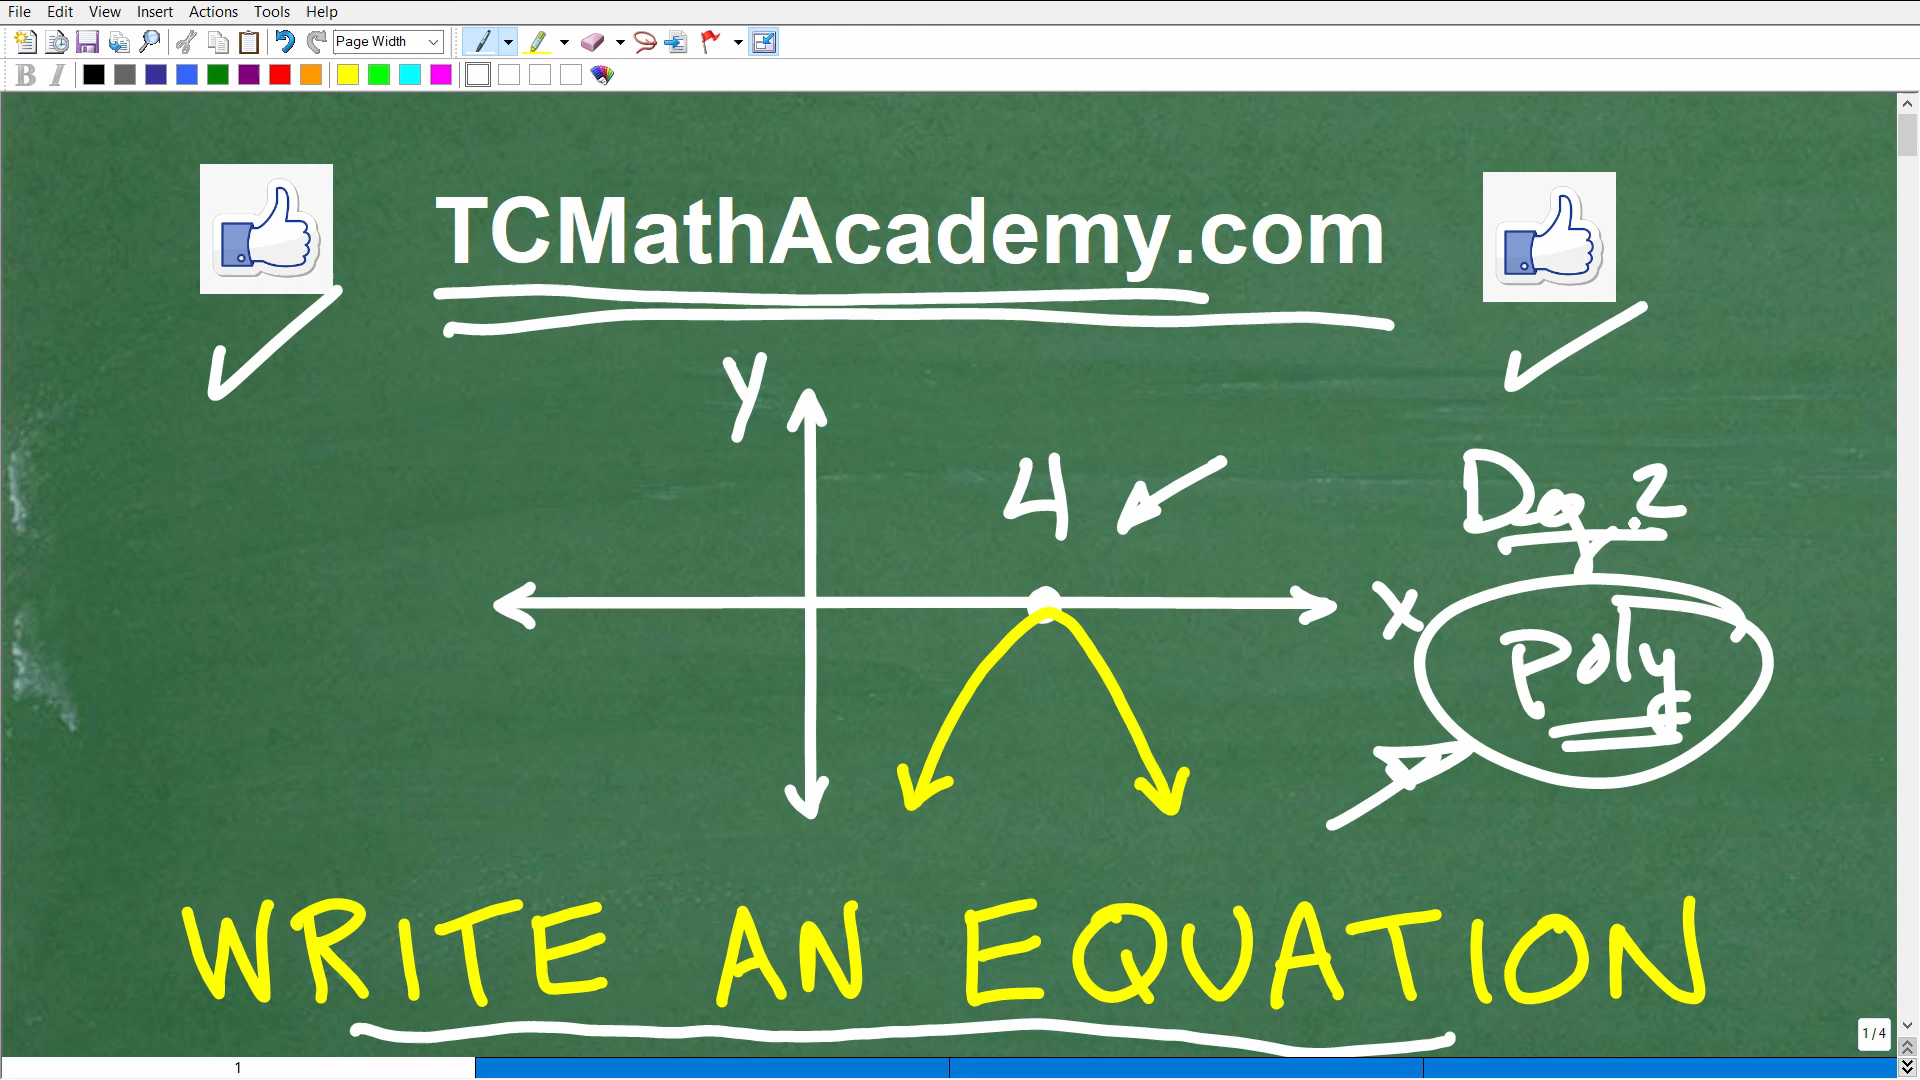 File Edit View Insert Actions Tools Help
Page Width
B I
TCMathAcademy.com
y
4
Deg. 2
x
Poly
WRITE AN EQUATION
1 / 4
1